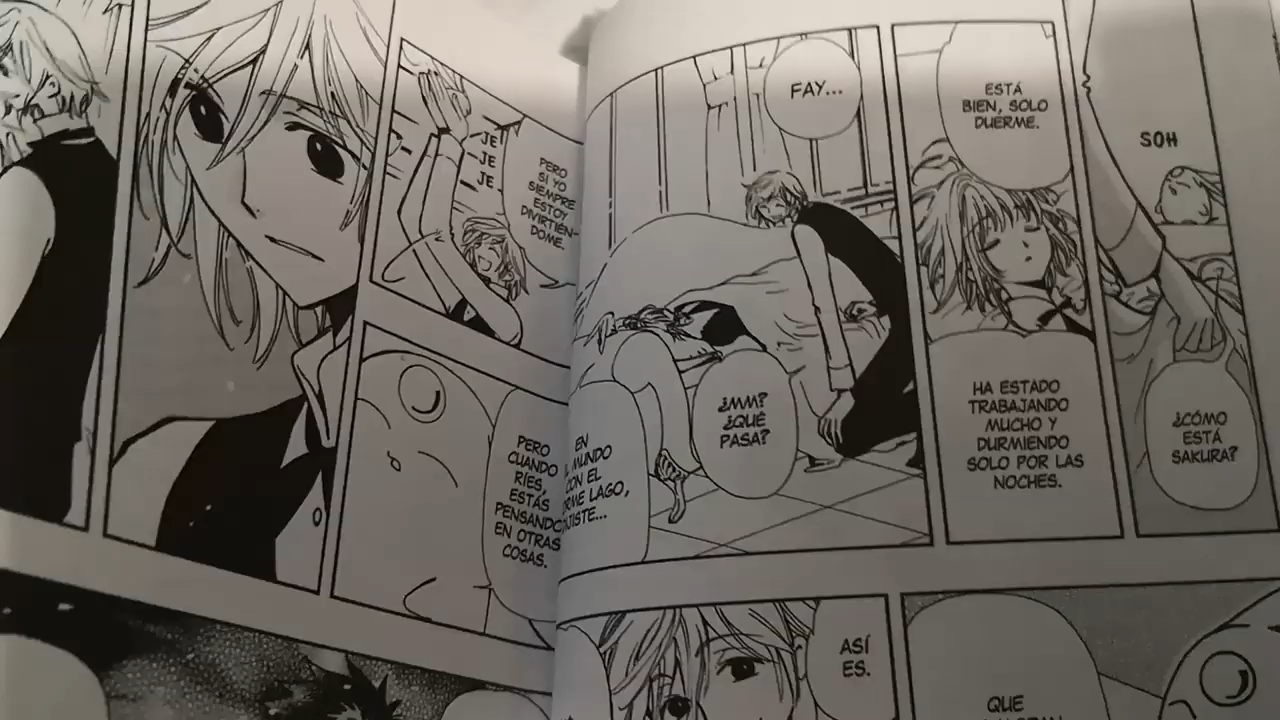 SOH
¿CÓMO
ESTÁ
SAKURA?
ESTÁ
BIEN, SOLO
DUERME.
HA ESTADO
TRABAJANDO
MUCHO Y
DURMIENDO
SOLO POR LAS
NOCHES.
FAY...
¿MM?
¿QUÉ
PASA?
EN
MUNDO
CON EL
LAGO,
QUE
ASÍ
ES.
PERO
SI YO
SIEMPRE
ESTOY
DIVIRTIÉN-
DOME.
JE
JE
JE
PERO
CUANDO
RÍES,
ESTÁS
PENSANDO
EN OTRAS
COSAS.